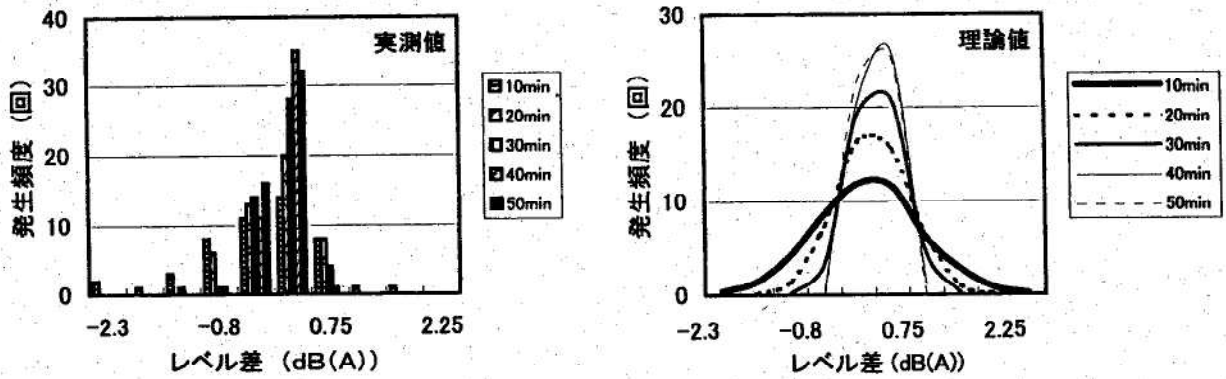 実測値
40
30
20
10
0
発生頻度 (回)
-2.3
-0.8
0.75
2.25
レベル差 (dB(A))
10min
20min
30min
40min
50min
理論値
30
20
10
0
発生頻度 (回)
-2.3
-0.8
0.75
2.25
レベル差 (dB(A))
10min
20min
30min
40min
50min